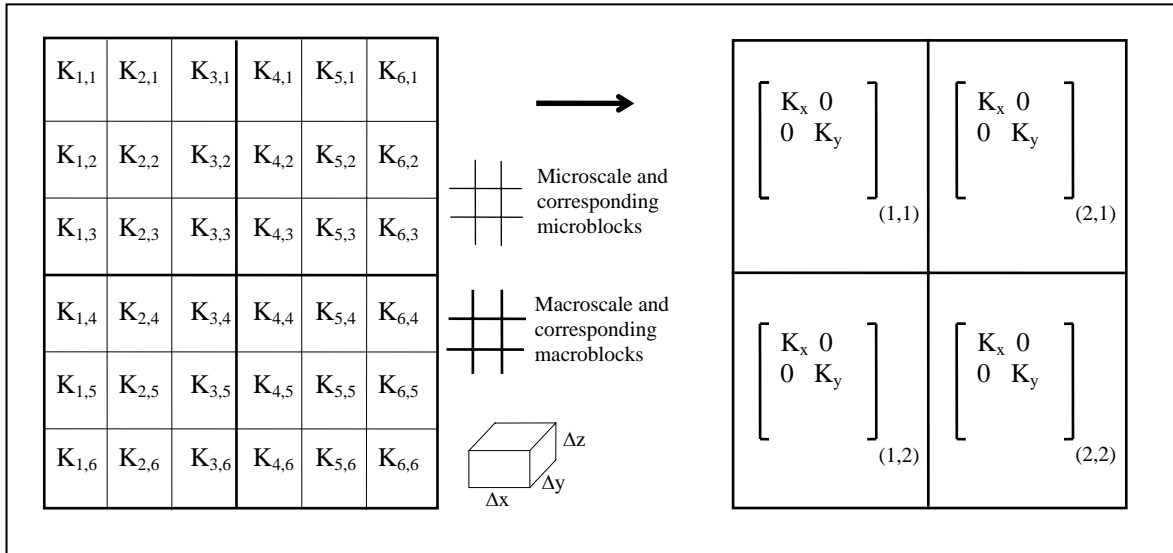 K1,1 K2,1 K3,1 K4,1 K5,1 K6,1
K1,2 K2,2 K3,2 K4,2 K5,2 K6,2
K1,3 K2,3 K3,3 K4,3 K5,3 K6,3
K1,4 K2,4 K3,4 K4,4 K5,4 K6,4
K1,5 K2,5 K3,5 K4,5 K5,5 K6,5
K1,6 K2,6 K3,6 K4,6 K5,6 K6,6
Microscale and
corresponding
microblocks
Macroscale and
corresponding
macroblocks
Δz
Δy
Δx
Kx 0
0 Ky
(1,1)
Kx 0
0 Ky
(2,1)
Kx 0
0 Ky
(1,2)
Kx 0
0 Ky
(2,2)